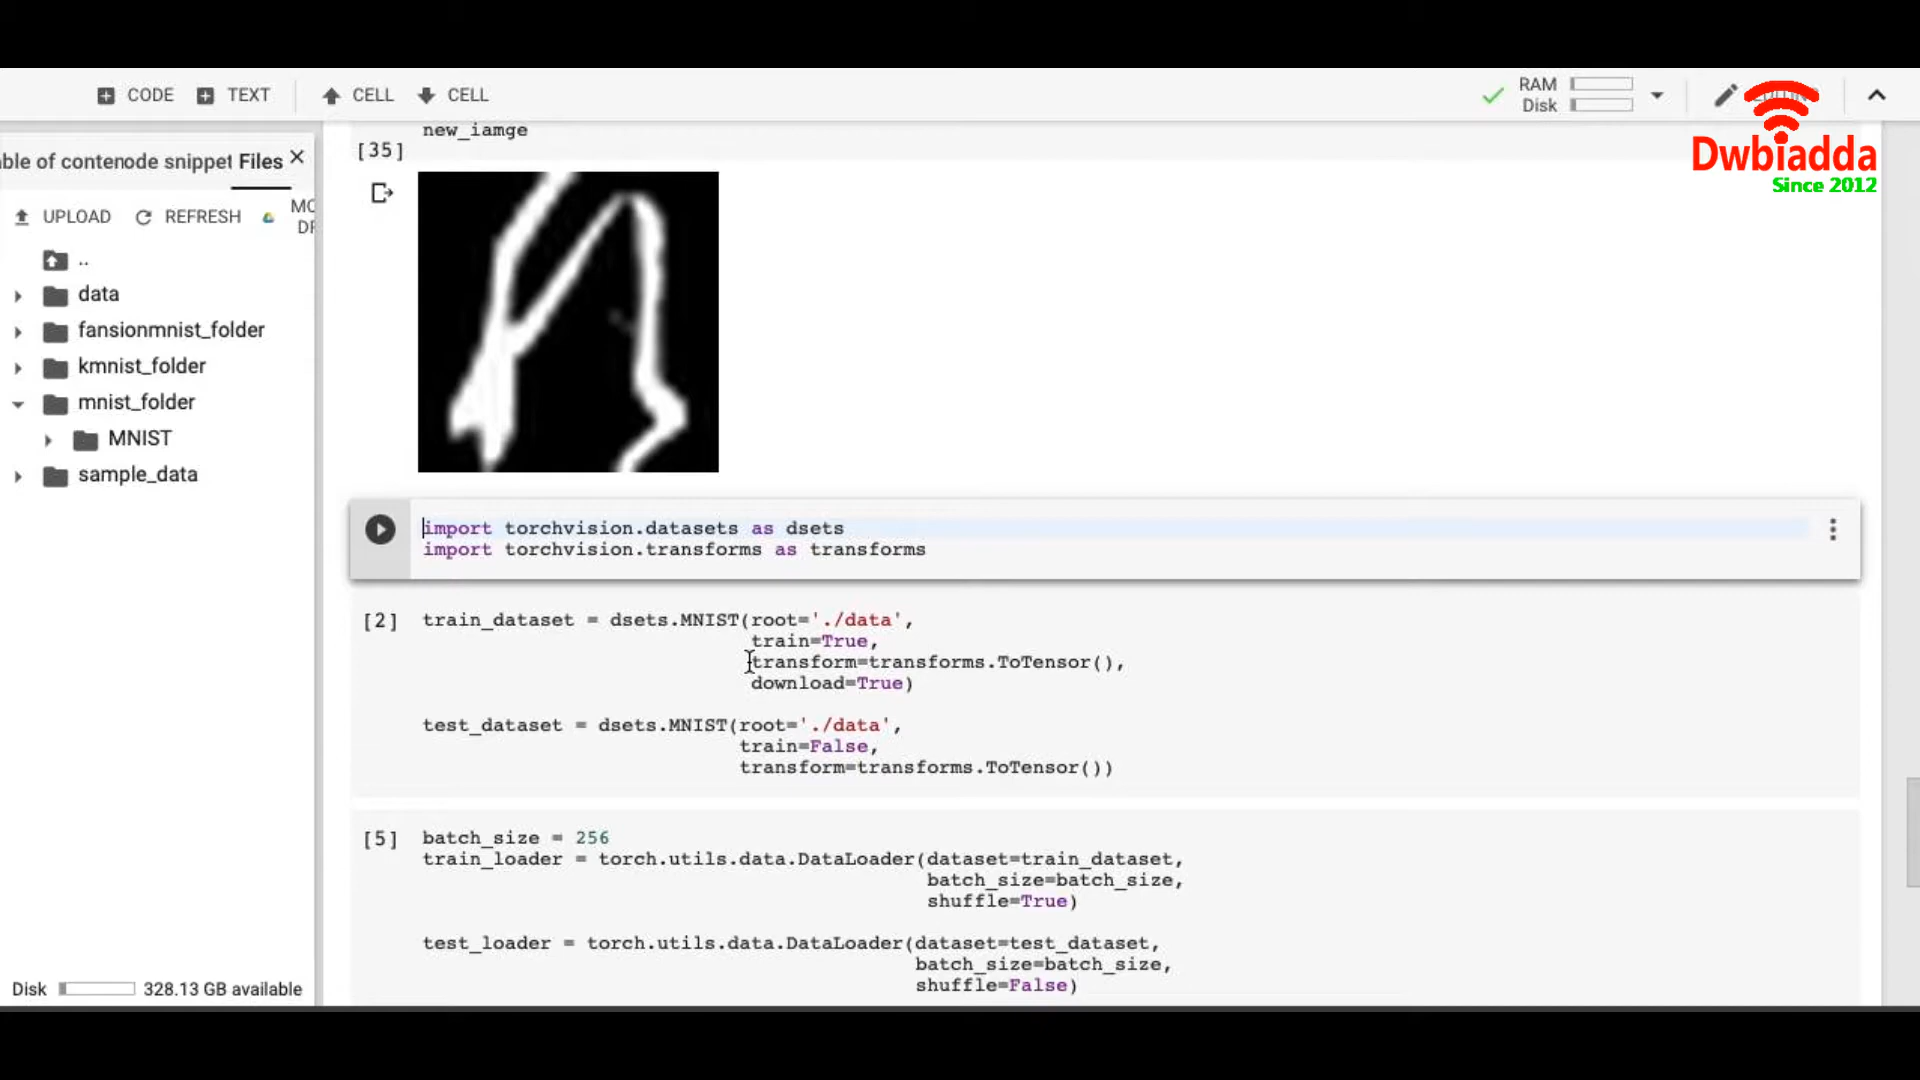 CODE TEXT CELL CELL
RAM
Disk
Dwbiadda
Since 2012
ble of contenode snippet Files
UPLOAD REFRESH
..
data
fansionmnist_folder
kmnist_folder
mnist_folder
MNIST
sample_data
Disk 328.13 GB available
new_iamge
[35]
import torchvision.datasets as dsets
import torchvision.transforms as transforms
[2] train_dataset = dsets.MNIST(root='./data',
train=True,
transform=transforms.ToTensor(),
download=True)
test_dataset = dsets.MNIST(root='./data',
train=False,
transform=transforms.ToTensor())
[5] batch_size = 256
train_loader = torch.utils.data.DataLoader(dataset=train_dataset,
batch_size=batch_size,
shuffle=True)
test_loader = torch.utils.data.DataLoader(dataset=test_dataset,
batch_size=batch_size,
shuffle=False)